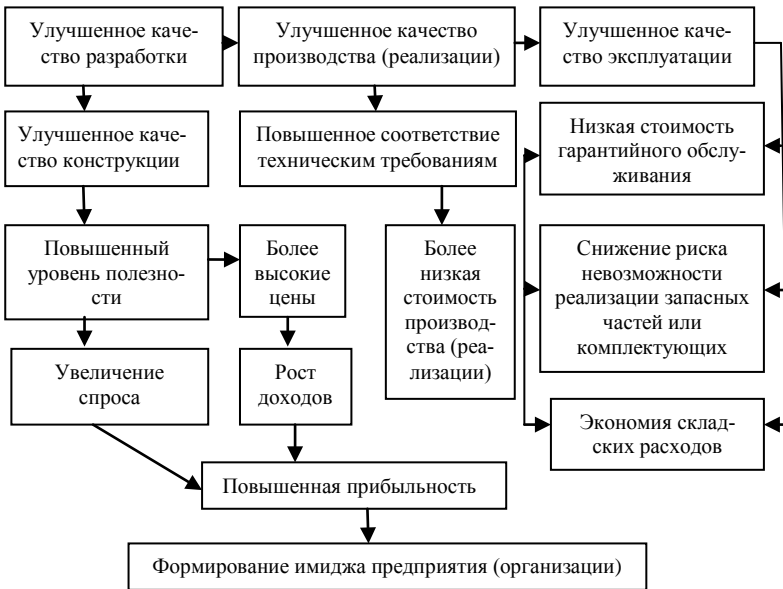 Улучшенное каче-
ство разработки
Улучшенное качество
производства (реализации)
Улучшенное каче-
ство эксплуатации
Улучшенное каче-
ство конструкции
Повышенное соответствие
техническим требованиям
Низкая стоимость
гарантийного обслу-
живания
Повышенный
уровень полезно-
сти
Более
высокие
цены
Более
низкая
стоимость
производ-
ства (реа-
лизации)
Снижение риска
невозможности
реализации запасных
частей или
комплектующих
Увеличение
спроса
Рост
доходов
Экономия склад-
ских расходов
Повышенная прибыльность
Формирование имиджа предприятия (организации)